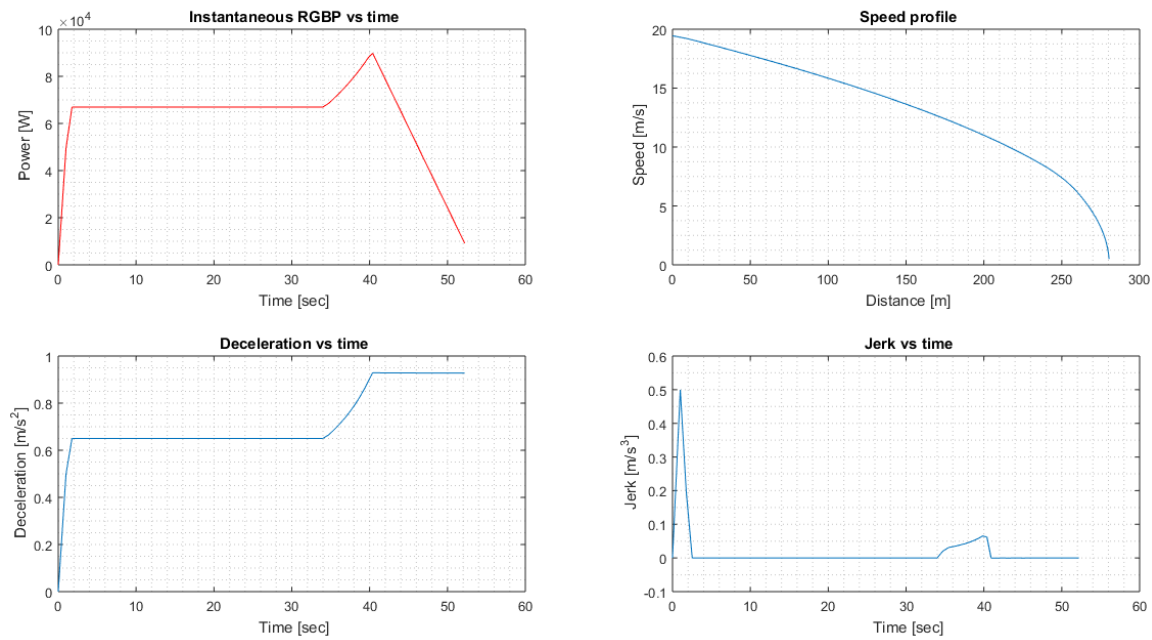 Instantaneous RGBP vs time
×10⁴
10
8
6
4
2
0
Power [W]
0 10 20 30 40 50 60
Time [sec]
Speed profile
20
15
10
5
0
Speed [m/s]
0 50 100 150 200 250 300
Distance [m]
Deceleration vs time
1
0.8
0.6
0.4
0.2
0
Deceleration [m/s²]
0 10 20 30 40 50 60
Time [sec]
Jerk vs time
0.6
0.5
0.4
0.3
0.2
0.1
0
-0.1
Jerk [m/s³]
0 10 20 30 40 50 60
Time [sec]